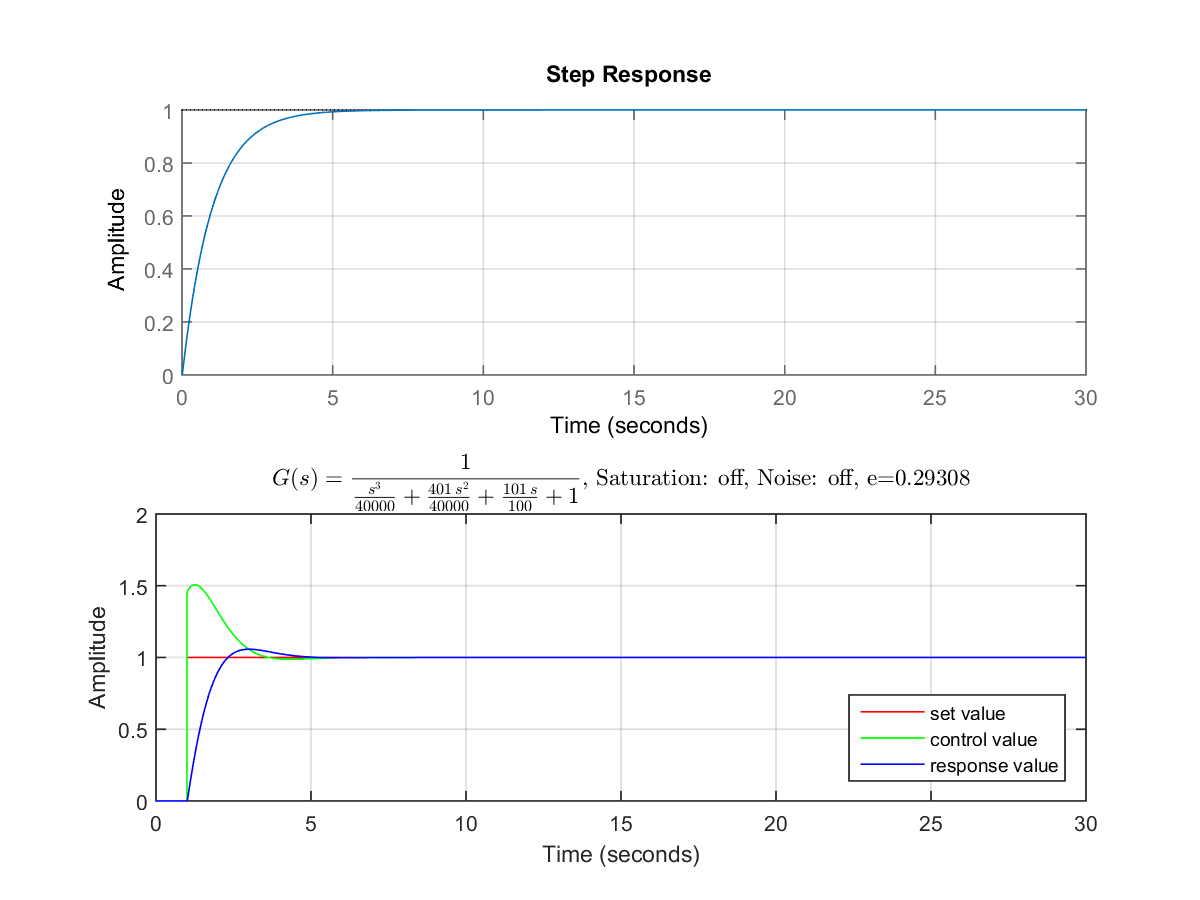 Step Response
Amplitude
1
0.8
0.6
0.4
0.2
0
0 5 10 15 20 25 30
Time (seconds)
G(s) = 1 / (s³/40000 + 401 s²/40000 + 101 s/100 + 1), Saturation: off, Noise: off, e=0.29308
Amplitude
2
1.5
1
0.5
0
set value
control value
response value
0 5 10 15 20 25 30
Time (seconds)